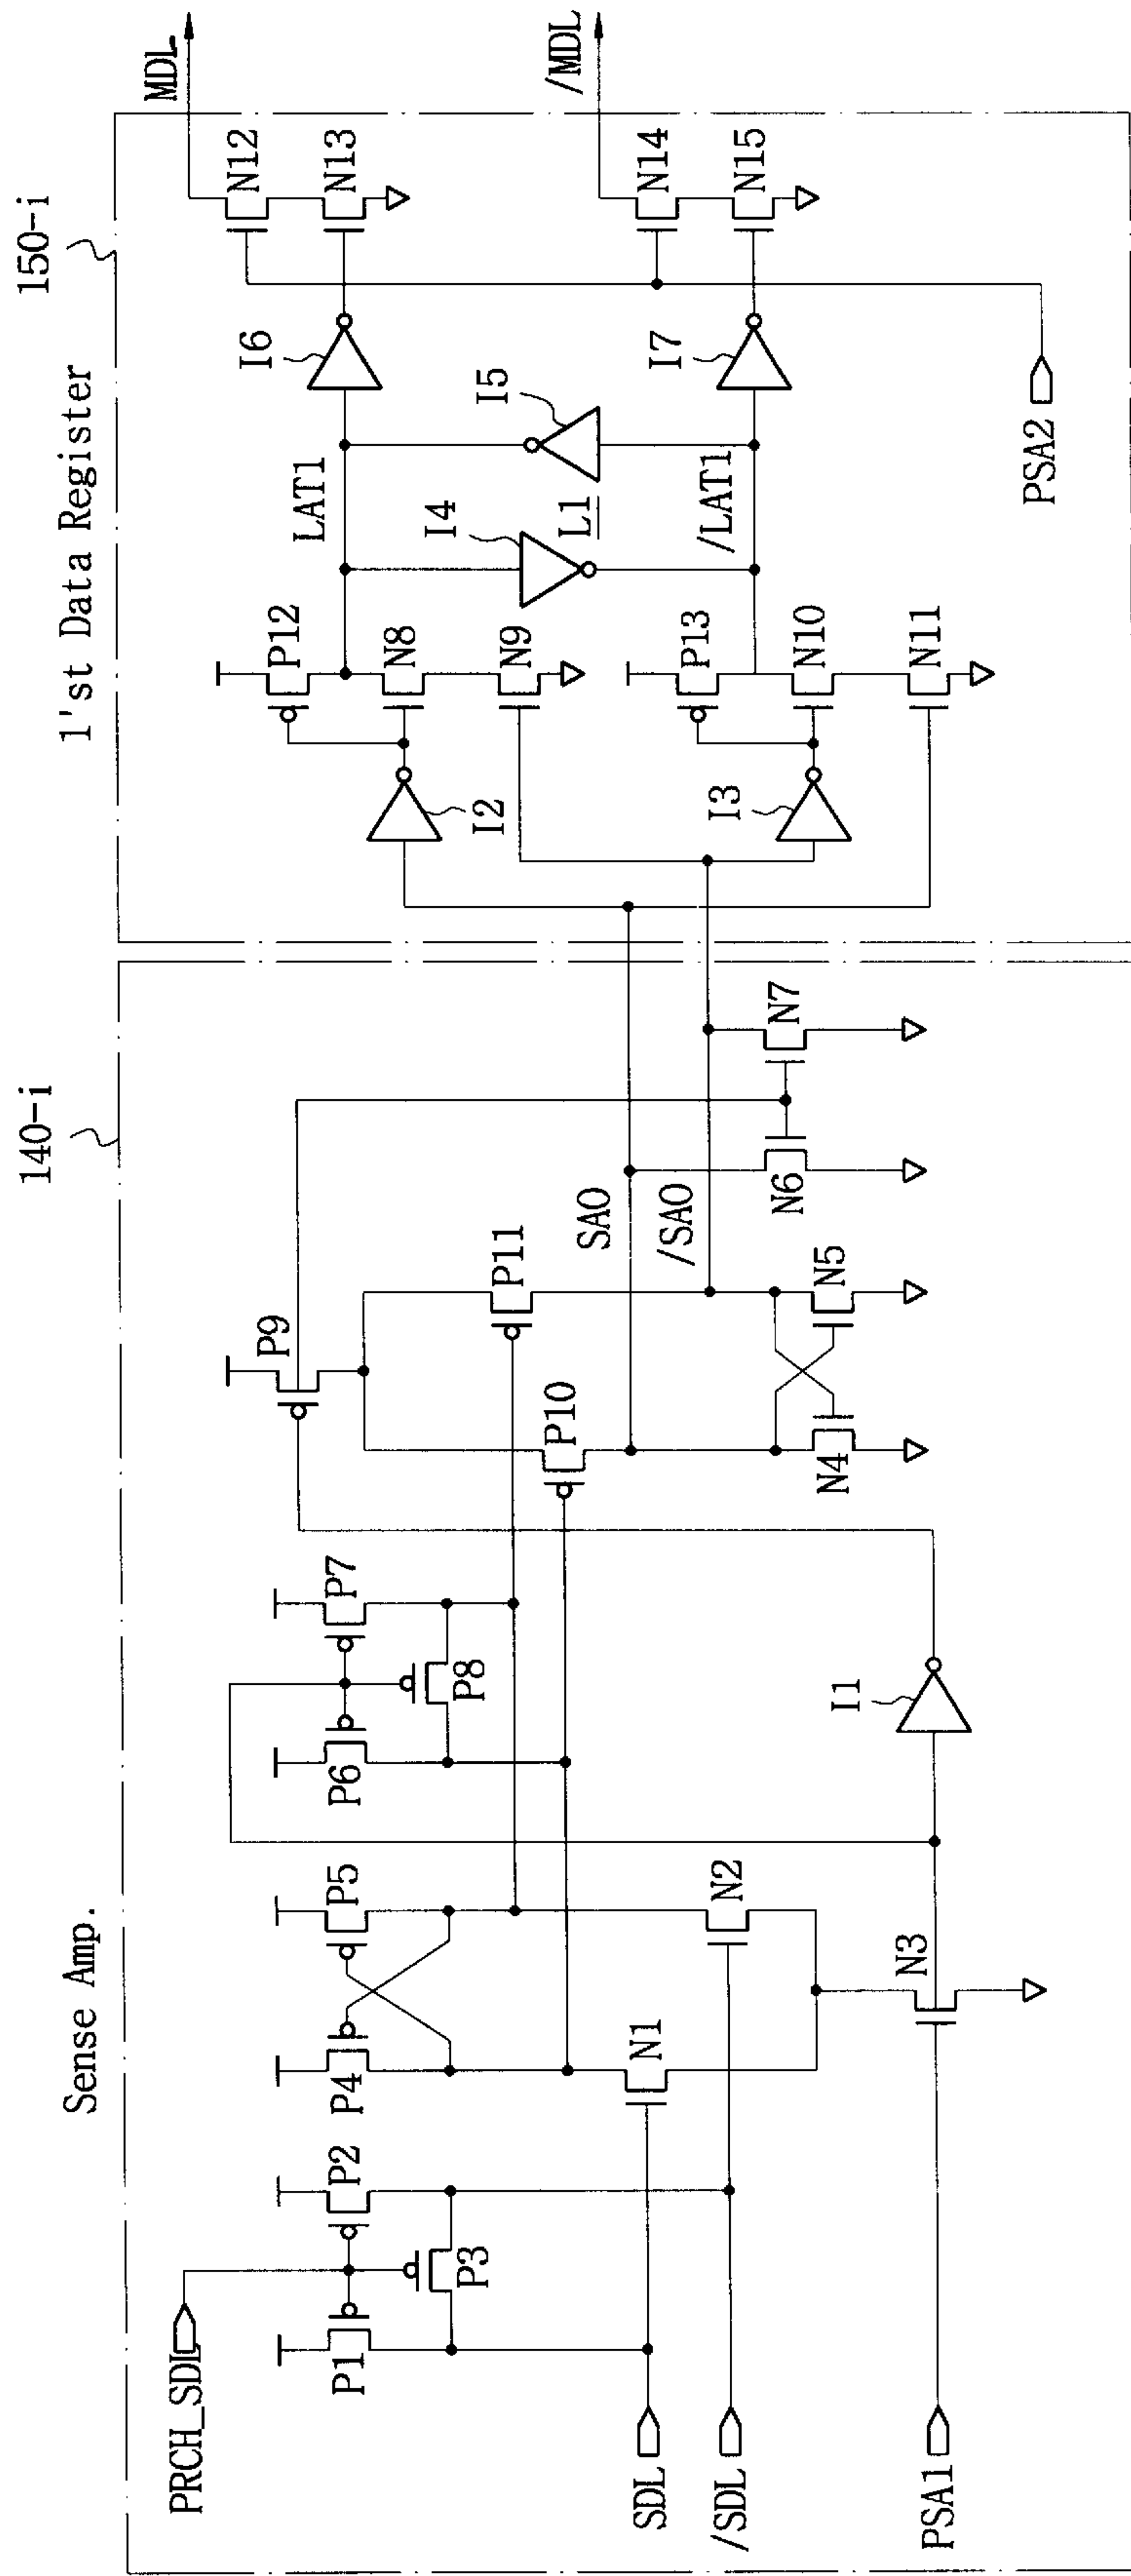 140-i
150-i
Sense Amp.
1'st Data Register
PRCH_SDL
SDL
/SDL
PSA1
P1
P2
P3
P4
P5
N1
N2
N3
P6
P7
P8
I1
P9
P10
P11
N4
N5
SAO
/SAO
N6
N7
I2
I3
P12
N8
N9
P13
N10
N11
LAT1
/LAT1
I4
L1
I5
I6
I7
PSA2
N12
N13
N14
N15
MDL
/MDL